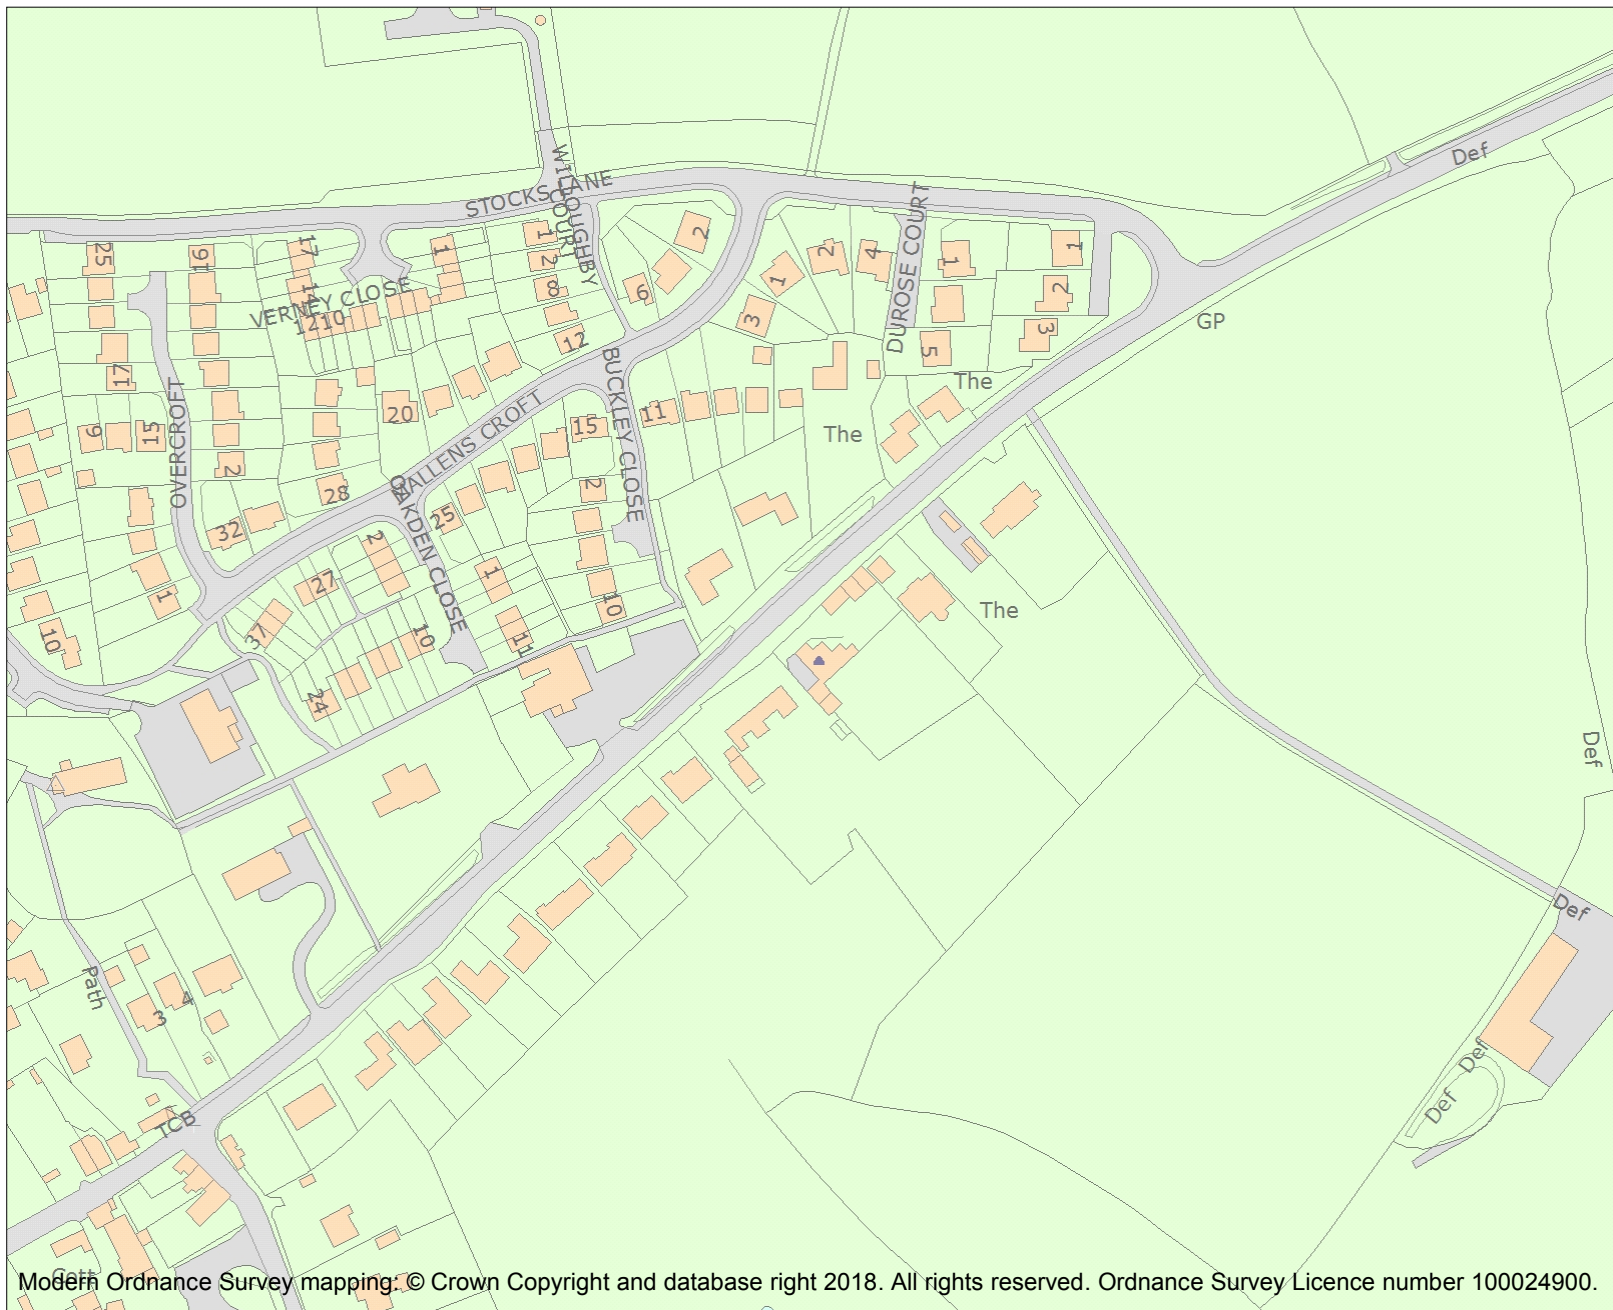 Def
WILLOUGHBY
COURT
STOCKS LANE
DUROSE COURT
25
19
17
1
1
2
2
4
1
1
2
14
VERNEY CLOSE
1210
8
6
1
2
3
GP
12
3
5
17
The
BUCKLEY CLOSE
OVERCROFT
20
11
The
9
15
15
MALLENS CROFT
2
28
2
OAKDEN CLOSE
25
32
2
27
1
1
10
The
37
10
11
10
24
Def
Def
Path
4
3
Def
Def
TCB
Cott
Modern Ordnance Survey mapping: © Crown Copyright and database right 2018. All rights reserved. Ordnance Survey Licence number 100024900.